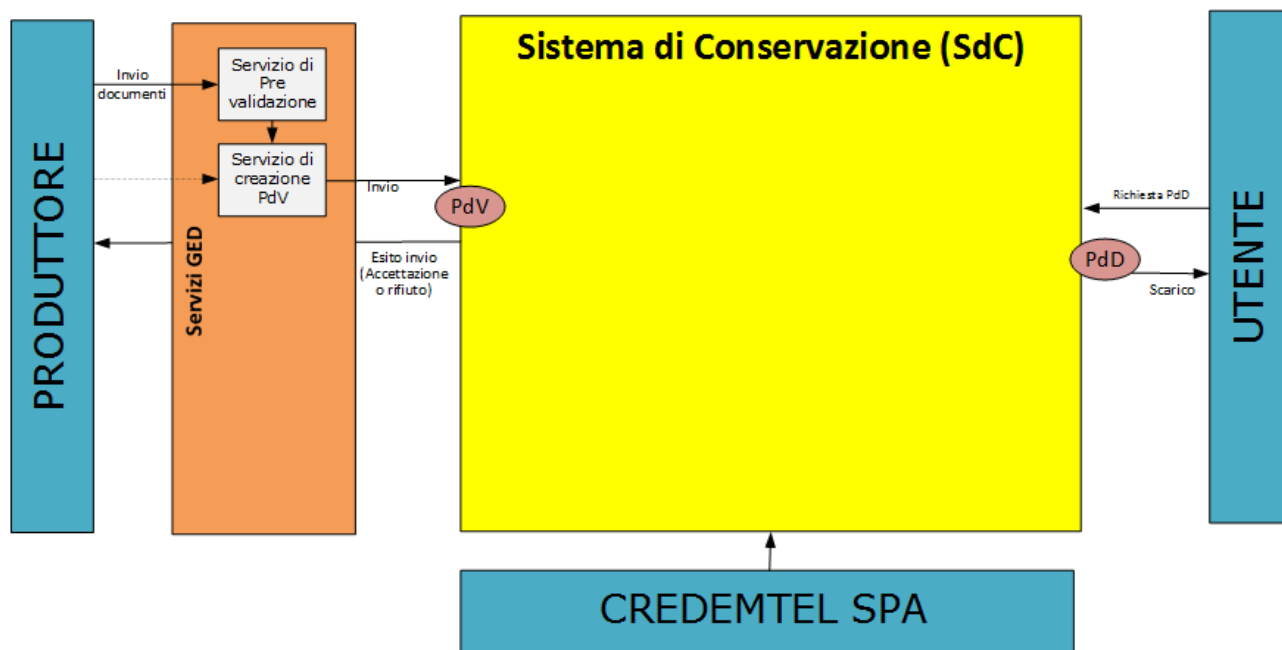 Sistema di Conservazione (SdC)
PRODUTTORE
Invio
documenti
Servizi GED
Servizio di
Pre
validazione
Servizio di
creazione
PdV
Invio
PdV
Esito invio
(Accettazione
o rifiuto)
Richiesta PdD
PdD
Scarico
UTENTE
CREDEMTEL SPA